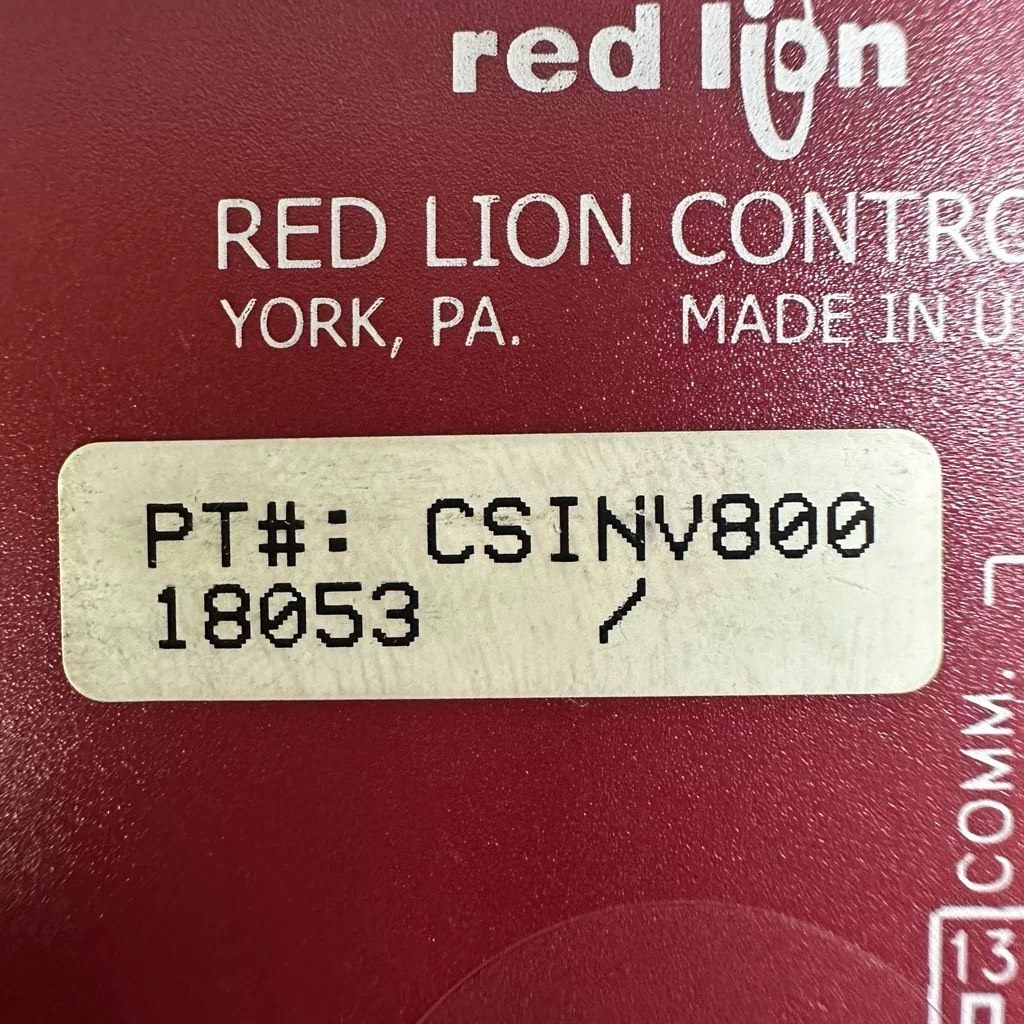 red lion
RED LION CONTRO
YORK, PA. MADE IN U
PT#: CSINV800
18053 /
COMM.
13